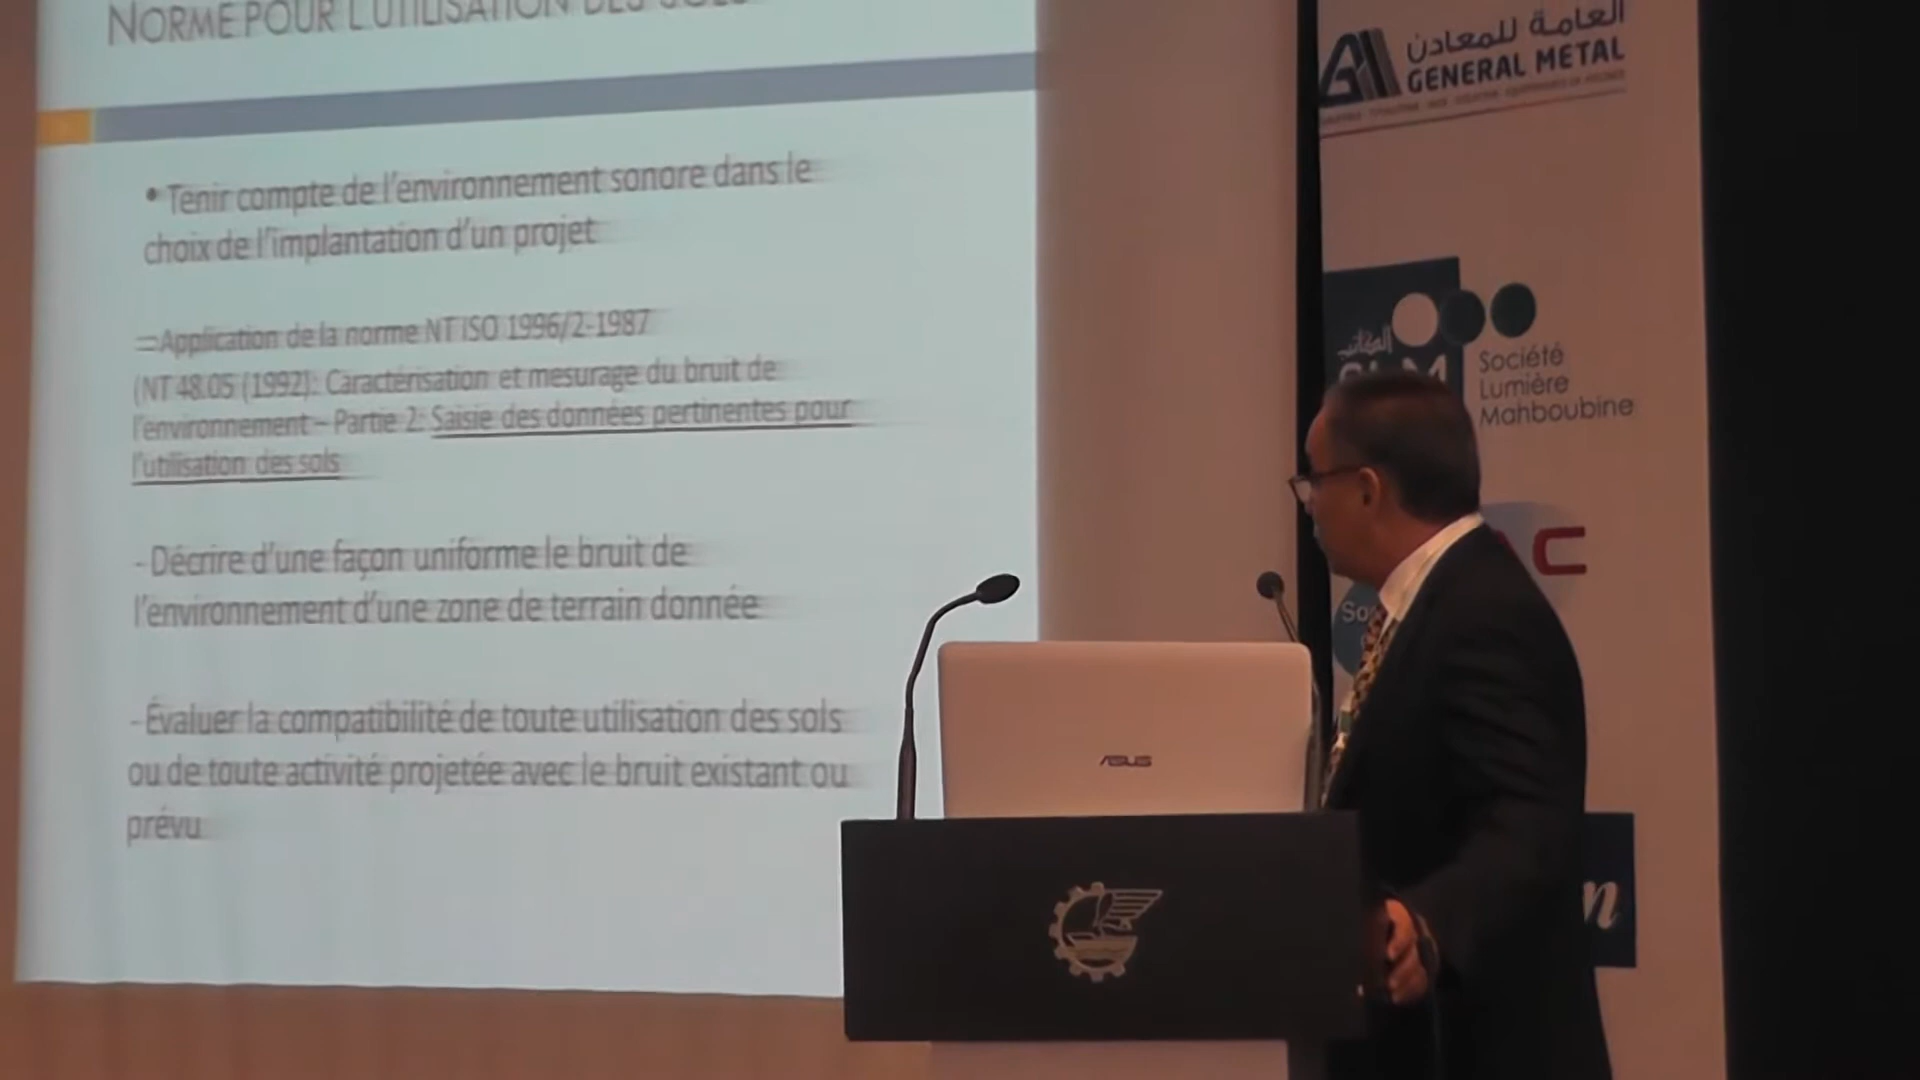 NORME POUR L'UTILISATION DES SOLS
• Tenir compte de l'environnement sonore dans le
choix de l'implantation d'un projet
⇒Application de la norme NT ISO 1996/2-1987
(NT 48.05 (1992): Caractérisation et mesurage du bruit de
l'environnement – Partie 2: Saisie des données pertinentes pour
l'utilisation des sols
- Décrire d'une façon uniforme le bruit de
l'environnement d'une zone de terrain donnée
- Évaluer la compatibilité de toute utilisation des sols
ou de toute activité projetée avec le bruit existant ou
prévu
العامة للمعادن
GENERAL METAL
Société
Lumière
Mahboubine
ASUS